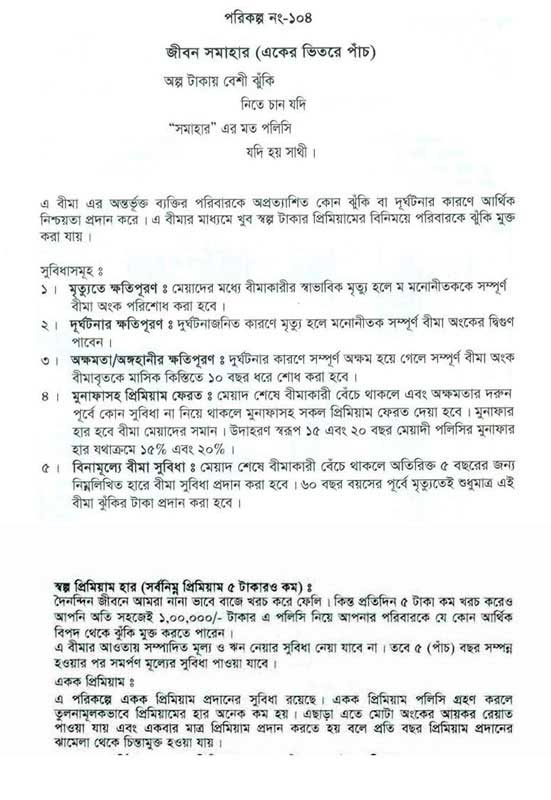 পরিকল্প নং-১০৪
জীবন সমাহার (একের ভিতরে পাঁচ)
অল্প টাকায় বেশী ঝুঁকি
নিতে চান যদি
“সমাহার” এর মত পলিসি
যদি হয় সাথী ।
এ বীমা এর অন্তর্ভূক্ত ব্যক্তির পরিবারকে অপ্রত্যাশিত কোন ঝুঁকি বা দূর্ঘটনার কারণে আর্থিক
নিশ্চয়তা প্রদান করে । এ বীমার মাধ্যমে খুব স্বল্প টাকার প্রিমিয়ামের বিনিময়ে পরিবারকে ঝুঁকি মুক্ত
করা যায় ।
সুবিধাসমূহ :
১ । মৃত্যুতে ক্ষতিপূরণ : মেয়াদের মধ্যে বীমাকারীর স্বাভাবিক মৃত্যু হলে ম মনোনীতককে সম্পূর্ণ
বীমা অংক পরিশোধ করা হবে ।
২ । দূর্ঘটনার ক্ষতিপূরণ : দুর্ঘটনাজনিত কারণে মৃত্যু হলে মনোনীতক সম্পূর্ণ বীমা অংকের দ্বিগুণ
পাবেন ।
৩ । অক্ষমতা/অঙ্গহানীর ক্ষতিপূরণ : দুর্ঘটনার কারণে সম্পূর্ণ অক্ষম হয়ে গেলে সম্পূর্ণ বীমা অংক
বীমাবৃতকে মাসিক কিস্তিতে ১০ বছর ধরে শোধ করা হবে ।
৪ । মুনাফাসহ প্রিমিয়াম ফেরত : মেয়াদ শেষে বীমাকারী বেঁচে থাকলে এবং অক্ষমতার দরুন
পূর্বে কোন সুবিধা না নিয়ে থাকলে মুনাফাসহ সকল প্রিমিয়াম ফেরত দেয়া হবে । মুনাফার
হার হবে বীমা মেয়াদের সমান । উদাহরণ স্বরূপ ১৫ এবং ২০ বছর মেয়াদী পলিসির মুনাফার
হার যথাক্রমে ১৫% এবং ২০% ।
৫ । বিনামূল্যে বীমা সুবিধা : মেয়াদ শেষে বীমাকারী বেঁচে থাকলে অতিরিক্ত ৫ বছরের জন্য
নিম্নলিখিত হারে বীমা সুবিধা প্রদান করা হবে । ৬০ বছর বয়সের পূর্বে মৃত্যুতেই শুধুমাত্র এই
বীমা ঝুঁকির টাকা প্রদান করা হবে ।
স্বল্প প্রিমিয়াম হার (সর্বনিম্ন প্রিমিয়াম ৫ টাকারও কম) :
দৈনন্দিন জীবনে আমরা নানা ভাবে বাজে খরচ করে ফেলি । কিন্তু প্রতিদিন ৫ টাকা কম খরচ করেও
আপনি অতি সহজেই ১,০০,০০০/- টাকার এ পলিসি নিয়ে আপনার পরিবারকে যে কোন আর্থিক
বিপদ থেকে ঝুঁকি মুক্ত করতে পারেন ।
এ বীমার আওতায় সম্পাদিত মূল্য ও ঋন নেয়ার সুবিধা নেয়া যাবে না । তবে ৫ (পাঁচ) বছর সম্পন্ন
হওয়ার পর সমর্পণ মূল্যের সুবিধা পাওয়া যাবে ।
একক প্রিমিয়াম :
এ পরিকল্পে একক প্রিমিয়াম প্রদানের সুবিধা রয়েছে । একক প্রিমিয়াম পলিসি গ্রহণ করলে
তুলনামূলকভাবে প্রিমিয়ামের হার অনেক কম হয় । এছাড়া এতে মোটা অংকের আয়কর রেয়াত
পাওয়া যায় এবং একবার মাত্র প্রিমিয়াম প্রদান করতে হয় বলে প্রতি বছর প্রিমিয়াম প্রদানের
ঝামেলা থেকে চিন্তামুক্ত হওয়া যায় ।